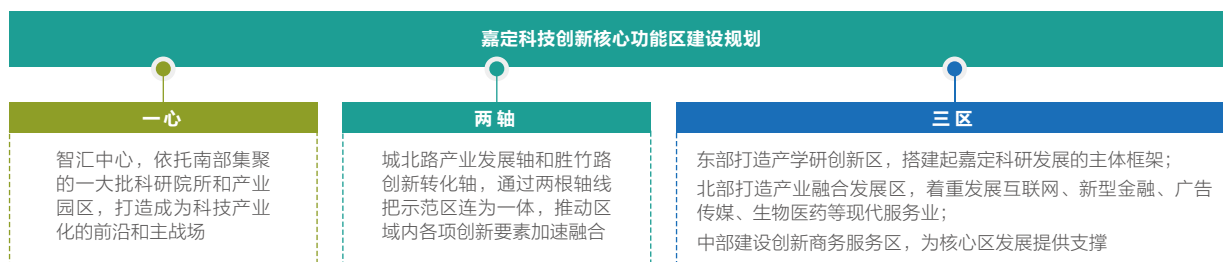 嘉定科技创新核心功能区建设规划
一心
智汇中心，依托南部集聚
的一大批科研院所和产业
园区，打造成为科技产业
化的前沿和主战场
两轴
城北路产业发展轴和胜竹路
创新转化轴，通过两根轴线
把示范区连为一体，推动区
域内各项创新要素加速融合
三区
东部打造产学研创新区，搭建起嘉定科研发展的主体框架；
北部打造产业融合发展区，着重发展互联网、新型金融、广告
传媒、生物医药等现代服务业；
中部建设创新商务服务区，为核心区发展提供支撑